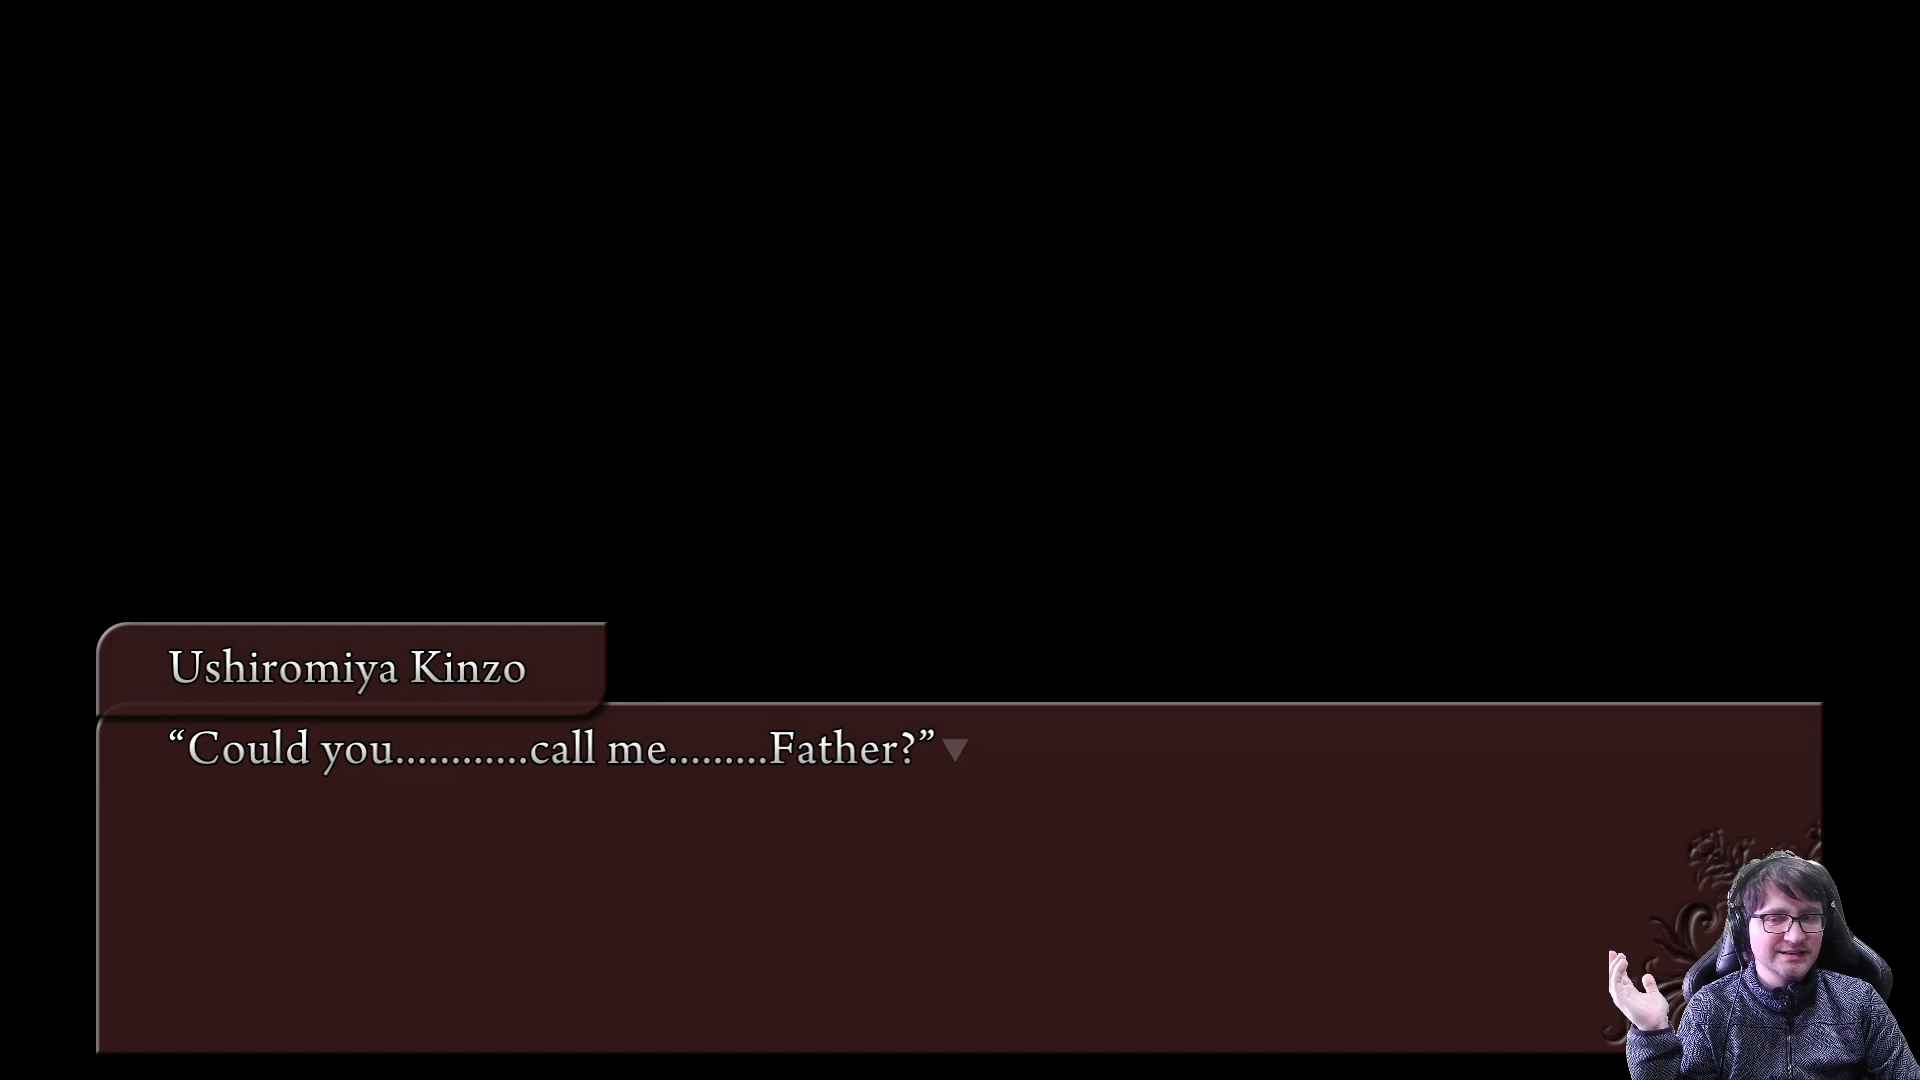 Ushiromiya Kinzo
“Could you............call me.........Father?”